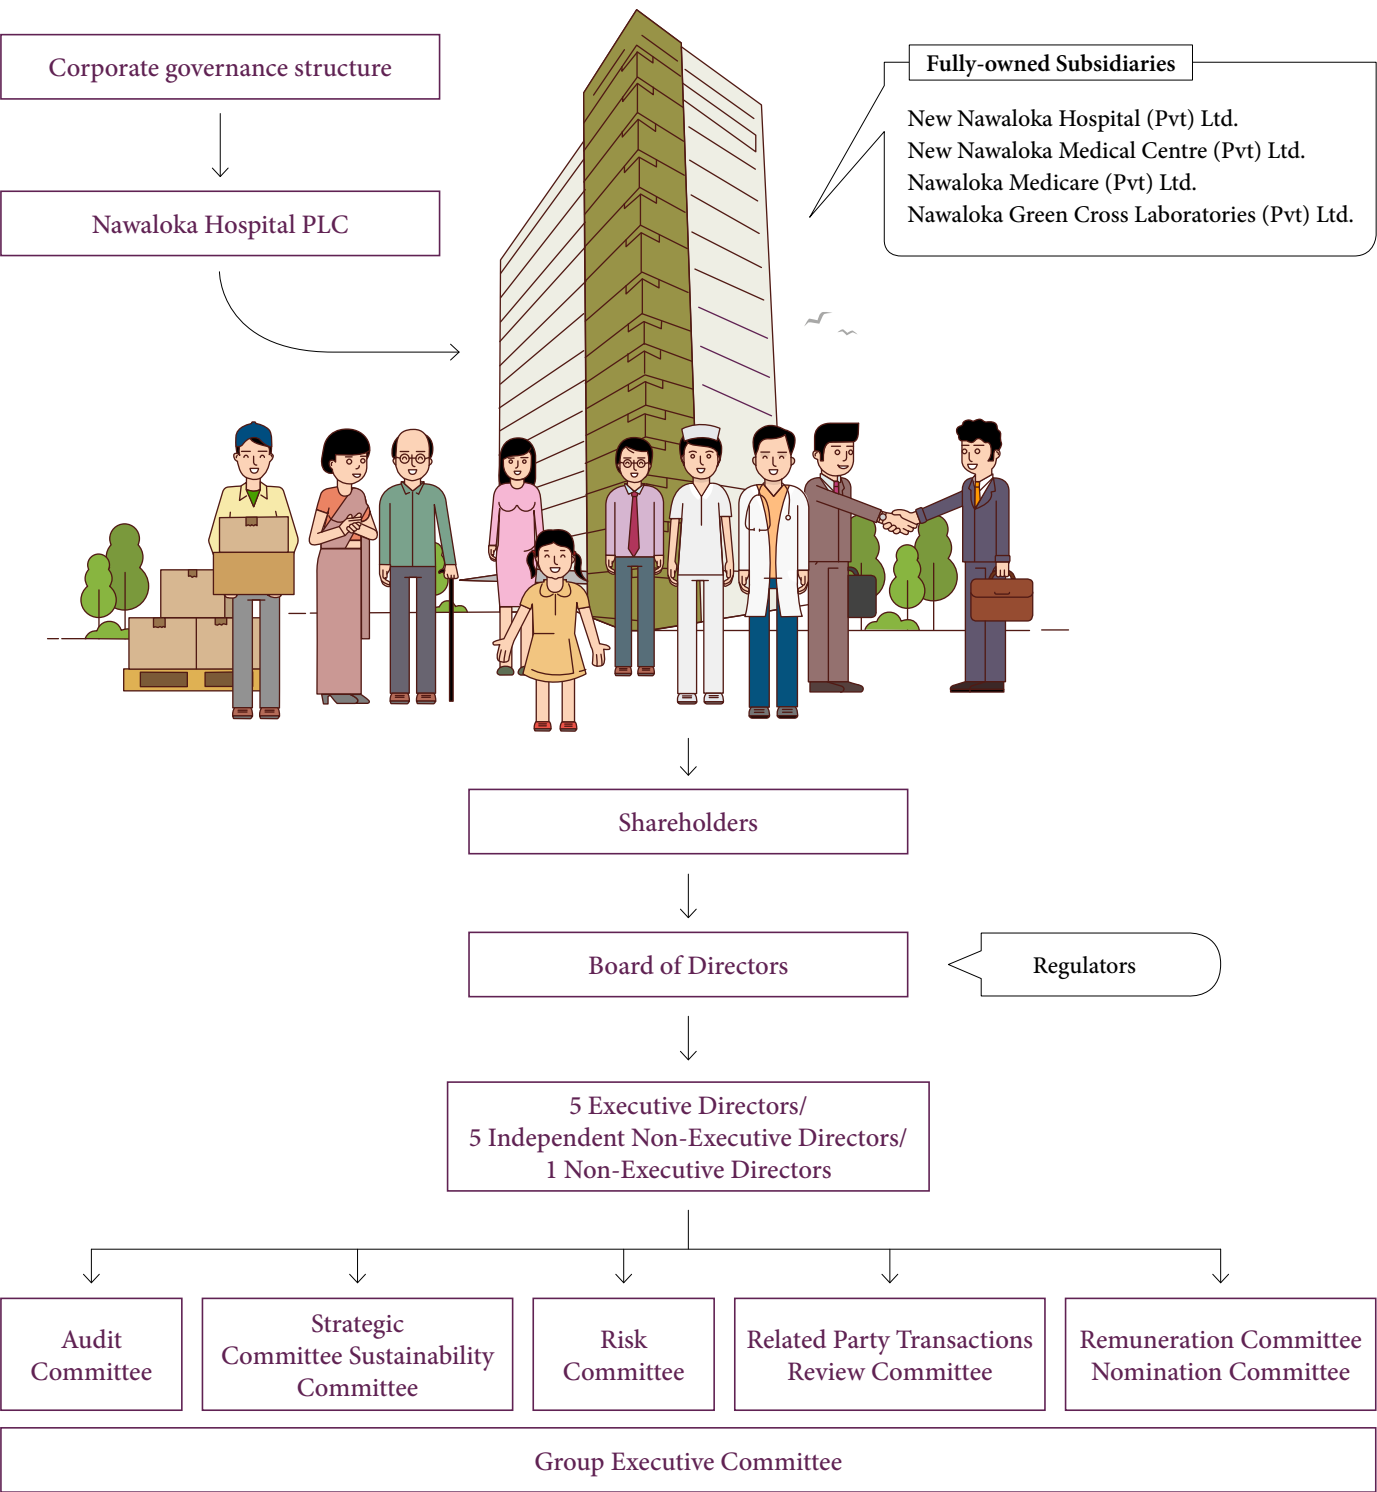 Corporate governance structure
Nawaloka Hospital PLC
Fully-owned Subsidiaries
New Nawaloka Hospital (Pvt) Ltd.
New Nawaloka Medical Centre (Pvt) Ltd.
Nawaloka Medicare (Pvt) Ltd.
Nawaloka Green Cross Laboratories (Pvt) Ltd.
Shareholders
Board of Directors
Regulators
5 Executive Directors/
5 Independent Non-Executive Directors/
1 Non-Executive Directors
Audit
Committee
Strategic
Committee Sustainability
Committee
Risk
Committee
Related Party Transactions
Review Committee
Remuneration Committee
Nomination Committee
Group Executive Committee